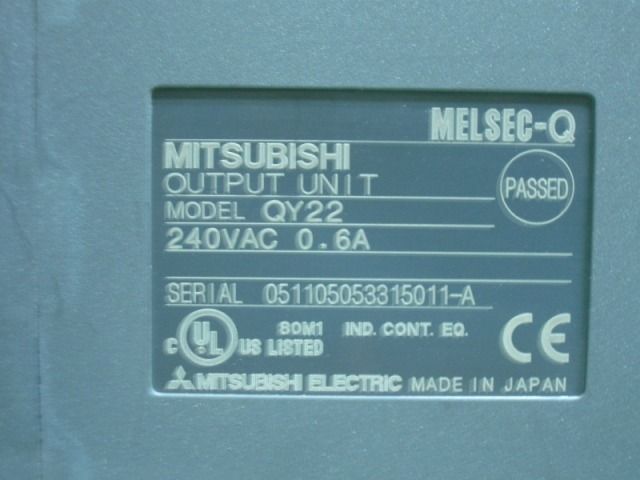 MELSEC-Q
MITSUBISHI
OUTPUT UNIT
PASSED
MODEL QY22
240VAC 0.6A
SERIAL 051105053315011-A
C UL US LISTED 80M1 IND. CONT. EQ. CE
MITSUBISHI ELECTRIC MADE IN JAPAN